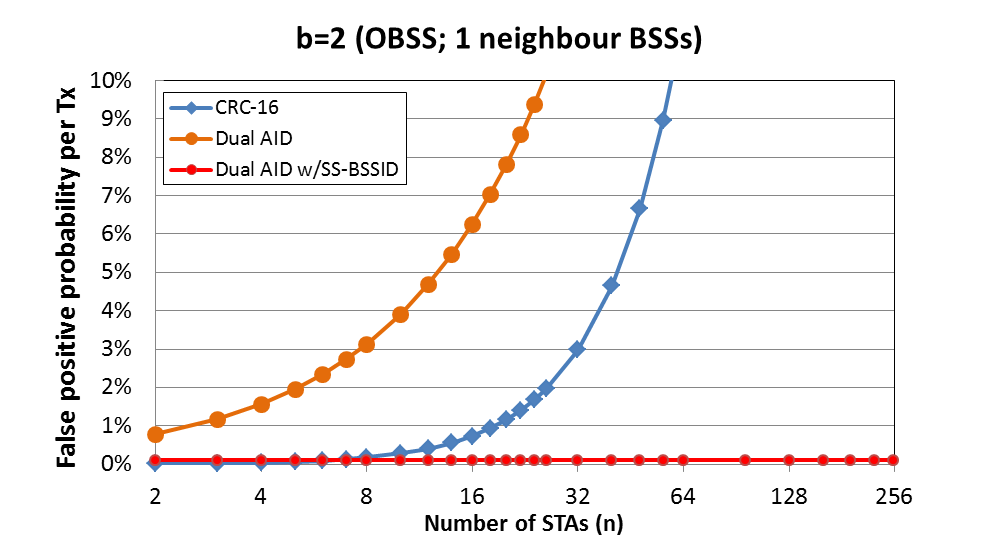 b=2 (OBSS; 1 neighbour BSSs)
False positive probability per Tx
10%
9%
8%
7%
6%
5%
4%
3%
2%
1%
0%
CRC-16
Dual AID
Dual AID w/SS-BSSID
2 4 8 16 32 64 128 256
Number of STAs (n)